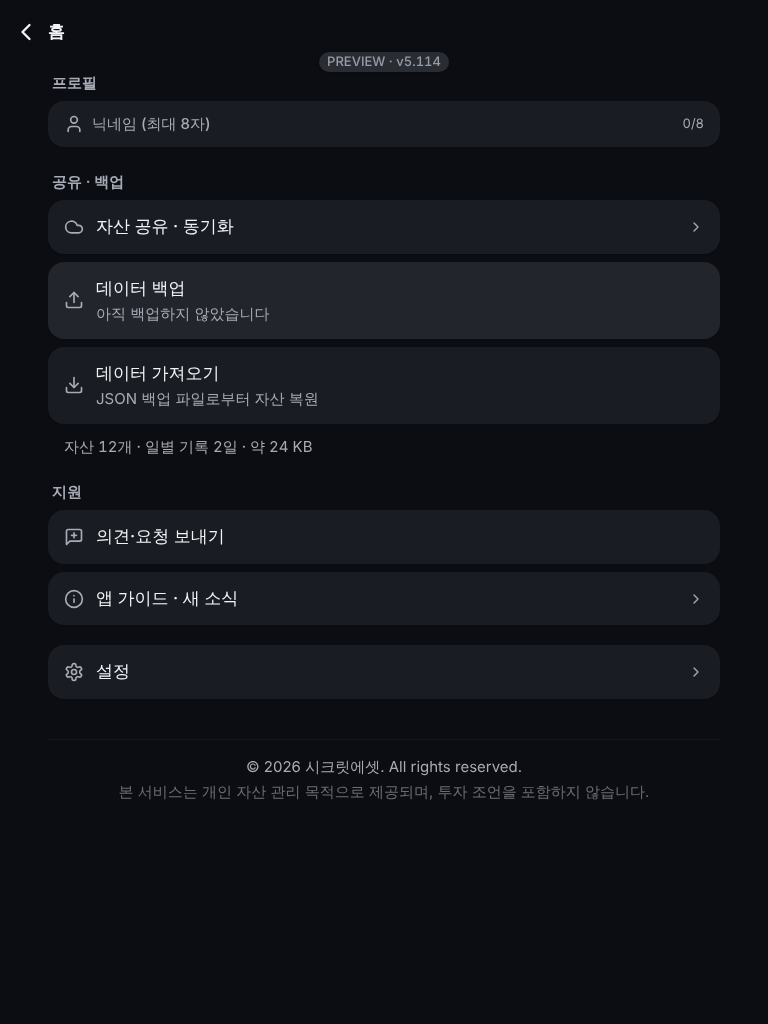 홈
PREVIEW · v5.114
프로필
닉네임 (최대 8자)
0/8
공유 · 백업
자산 공유 · 동기화
데이터 백업
아직 백업하지 않았습니다
데이터 가져오기
JSON 백업 파일로부터 자산 복원
자산 12개 · 일별 기록 2일 · 약 24 KB
지원
의견·요청 보내기
앱 가이드 · 새 소식
설정
© 2026 시크릿에셋. All rights reserved.
본 서비스는 개인 자산 관리 목적으로 제공되며, 투자 조언을 포함하지 않습니다.